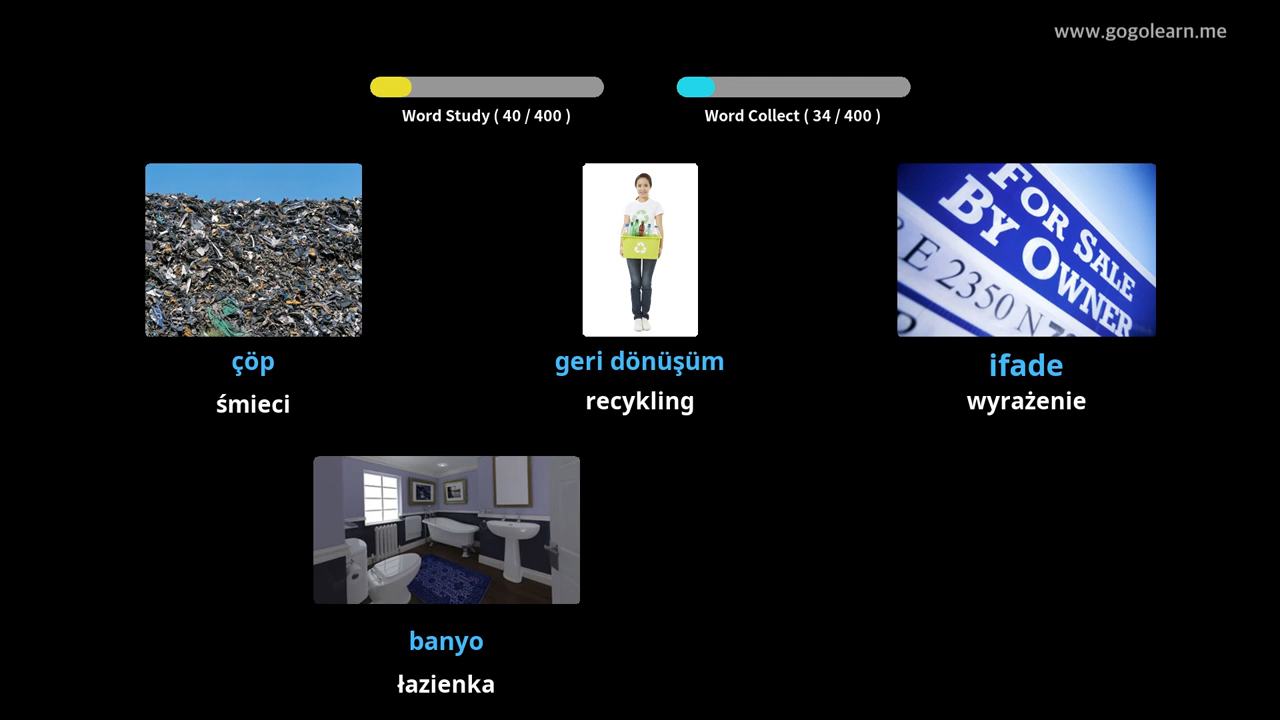 www.gogolearn.me
Word Study ( 40 / 400 )
Word Collect ( 34 / 400 )
FOR SALE
BY OWNER
E 2350 N
çöp
geri dönüşüm
ifade
śmieci
recykling
wyrażenie
banyo
łazienka